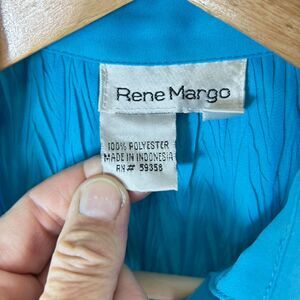 Rene Margo
100% POLYESTER
MADE IN INDONESIA
RN# 59358